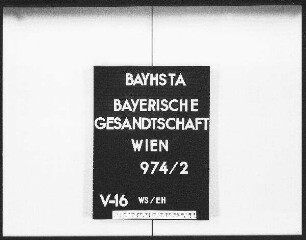 BAYHSTA
BAYERISCHE
GESANDTSCHAFT
WIEN
974/2
V-16 WS/EH